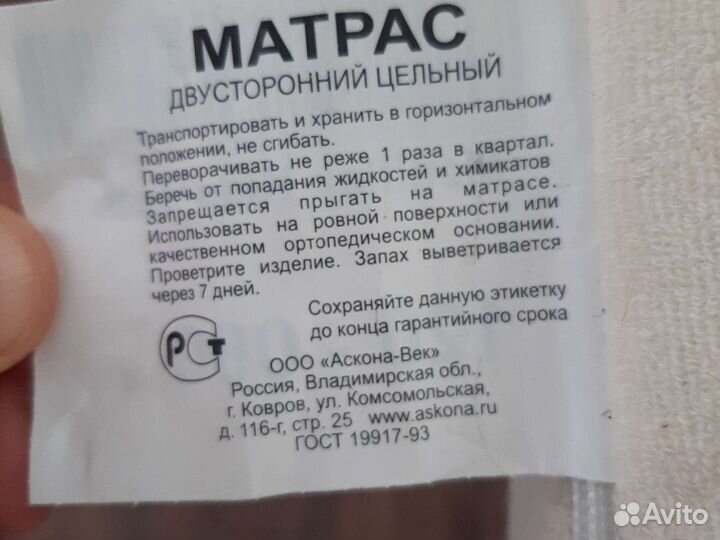 МАТРАС
ДВУСТОРОННИЙ ЦЕЛЬНЫЙ
Транспортировать и хранить в горизонтальном
положении, не сгибать.
Переворачивать не реже 1 раза в квартал.
Беречь от попадания жидкостей и химикатов
Запрещается прыгать на матрасе.
Использовать на ровной поверхности или
качественном ортопедическом основании.
Проветрите изделие. Запах выветривается
через 7 дней.
Сохраняйте данную этикетку
до конца гарантийного срока
РСТ
ООО «Аскона-Век»
Россия, Владимирская обл.,
г. Ковров, ул. Комсомольская,
д. 116-г, стр. 25 www.askona.ru
ГОСТ 19917-93
Avito